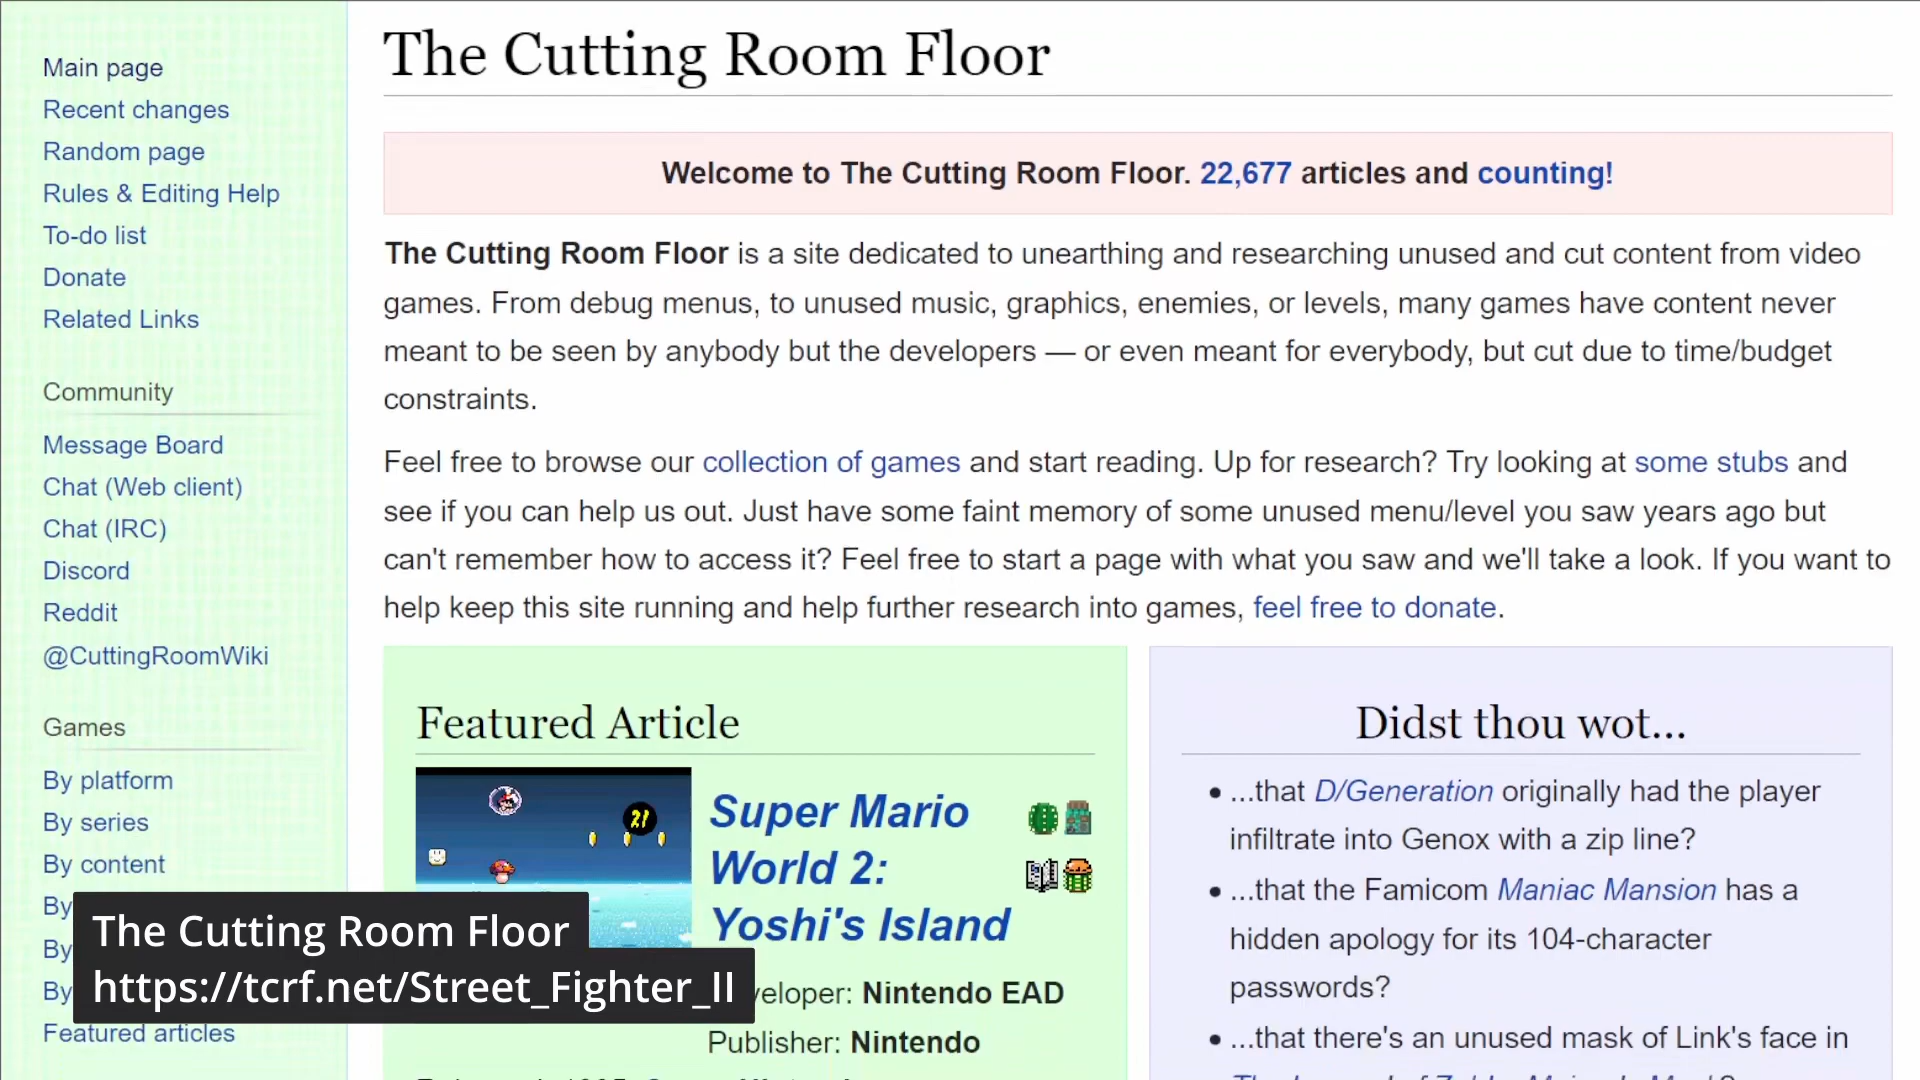 Main page
Recent changes
Random page
Rules & Editing Help
To-do list
Donate
Related Links
Community
Message Board
Chat (Web client)
Chat (IRC)
Discord
Reddit
@CuttingRoomWiki
Games
By platform
By series
By content
By
By
By
Featured articles
The Cutting Room Floor
Welcome to The Cutting Room Floor. 22,677 articles and counting!
The Cutting Room Floor is a site dedicated to unearthing and researching unused and cut content from video
games. From debug menus, to unused music, graphics, enemies, or levels, many games have content never
meant to be seen by anybody but the developers — or even meant for everybody, but cut due to time/budget
constraints.
Feel free to browse our collection of games and start reading. Up for research? Try looking at some stubs and
see if you can help us out. Just have some faint memory of some unused menu/level you saw years ago but
can't remember how to access it? Feel free to start a page with what you saw and we'll take a look. If you want to
help keep this site running and help further research into games, feel free to donate.
Featured Article
21
Super Mario
World 2:
Yoshi's Island
veloper: Nintendo EAD
Publisher: Nintendo
Didst thou wot...
...that D/Generation originally had the player
infiltrate into Genox with a zip line?
...that the Famicom Maniac Mansion has a
hidden apology for its 104-character
passwords?
...that there's an unused mask of Link's face in
The Cutting Room Floor
https://tcrf.net/Street_Fighter_II